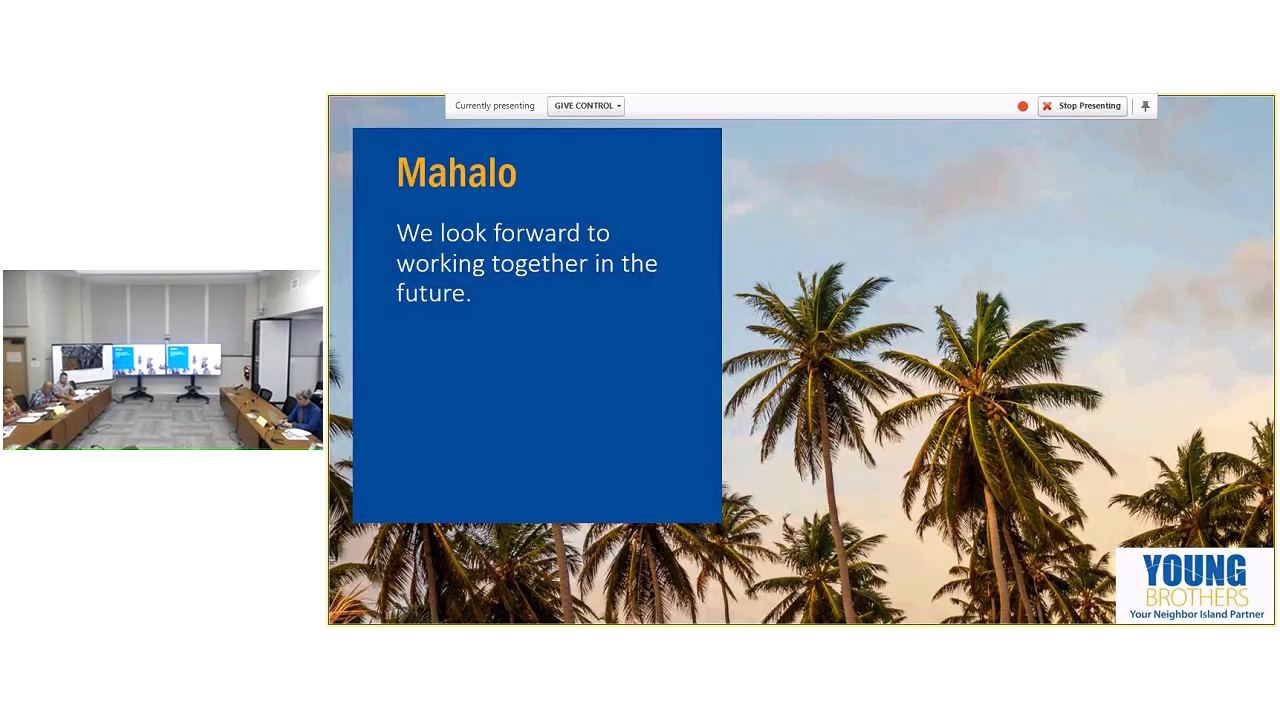 Currently presenting
GIVE CONTROL
Stop Presenting
Mahalo
We look forward to
working together in the
future.
YOUNG
BROTHERS
Your Neighbor Island Partner